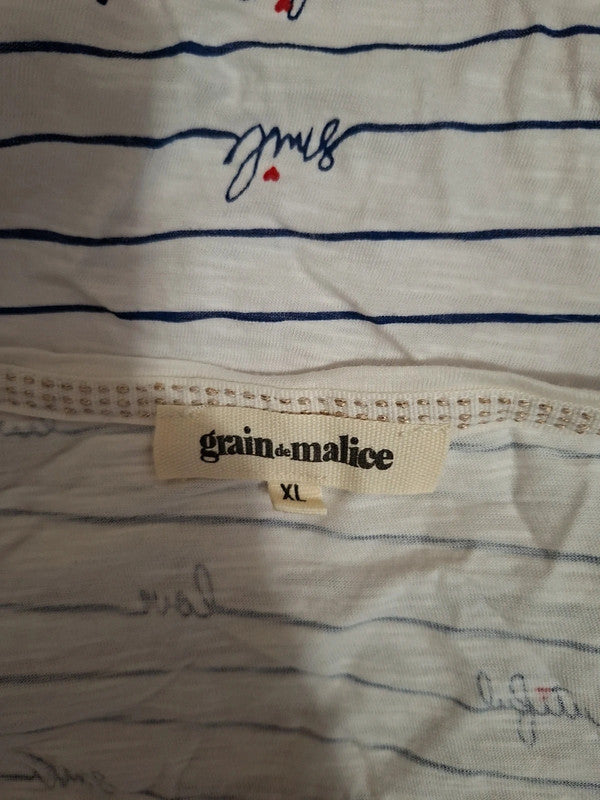 smile
grain de malice
XL
love